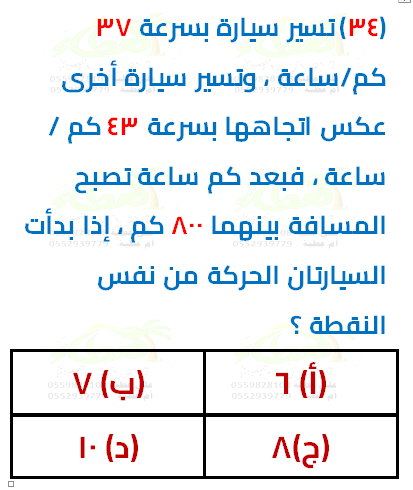 (٣٤) تسير سيارة بسرعة ٣٧
كم/ساعة ، وتسير سيارة أخرى
عكس اتجاهها بسرعة ٤٣ كم /
ساعة ، فبعد كم ساعة تصبح
المسافة بينهما ٨٠٠ كم ، إذا بدأت
السيارتان الحركة من نفس
النقطة ؟
(أ) ٦
(ب) ٧
(ج) ٨
(د) ١٠